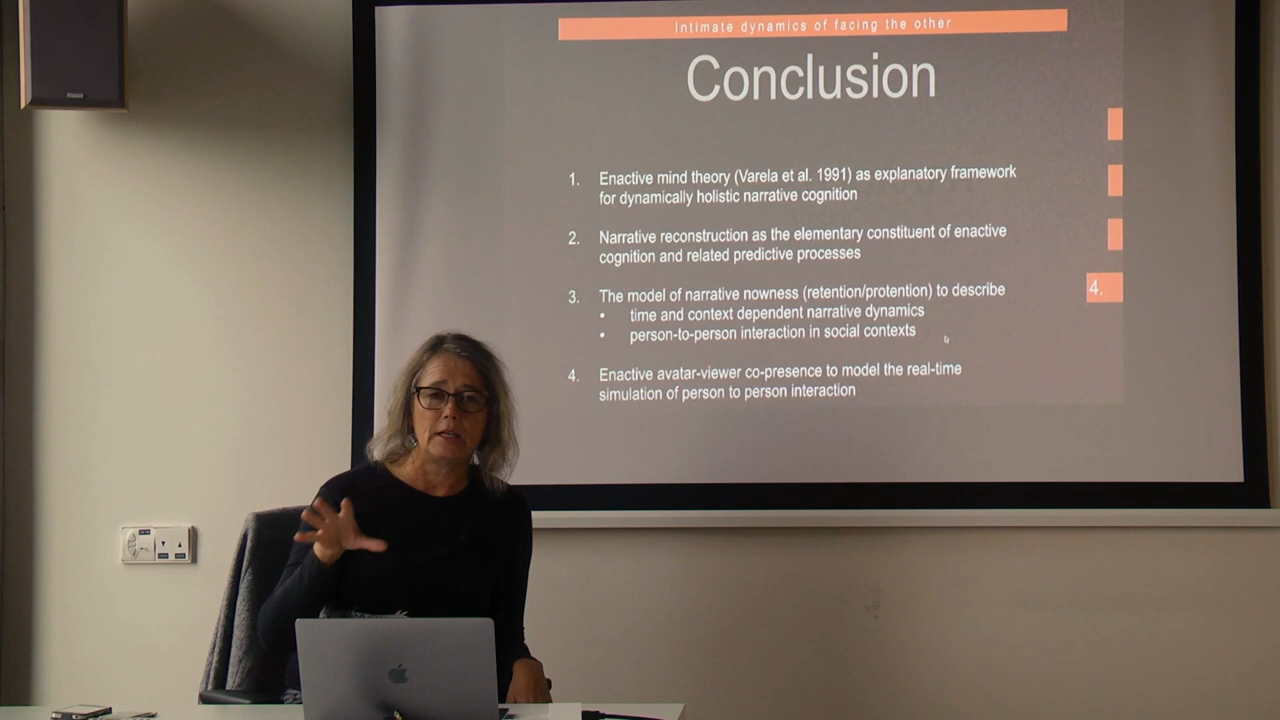 Intimate dynamics of facing the other
Conclusion
1. Enactive mind theory (Varela et al. 1991) as explanatory framework
for dynamically holistic narrative cognition
2. Narrative reconstruction as the elementary constituent of enactive
cognition and related predictive processes
3. The model of narrative nowness (retention/protention) to describe
• time and context dependent narrative dynamics
• person-to-person interaction in social contexts
4.
4. Enactive avatar-viewer co-presence to model the real-time
simulation of person to person interaction